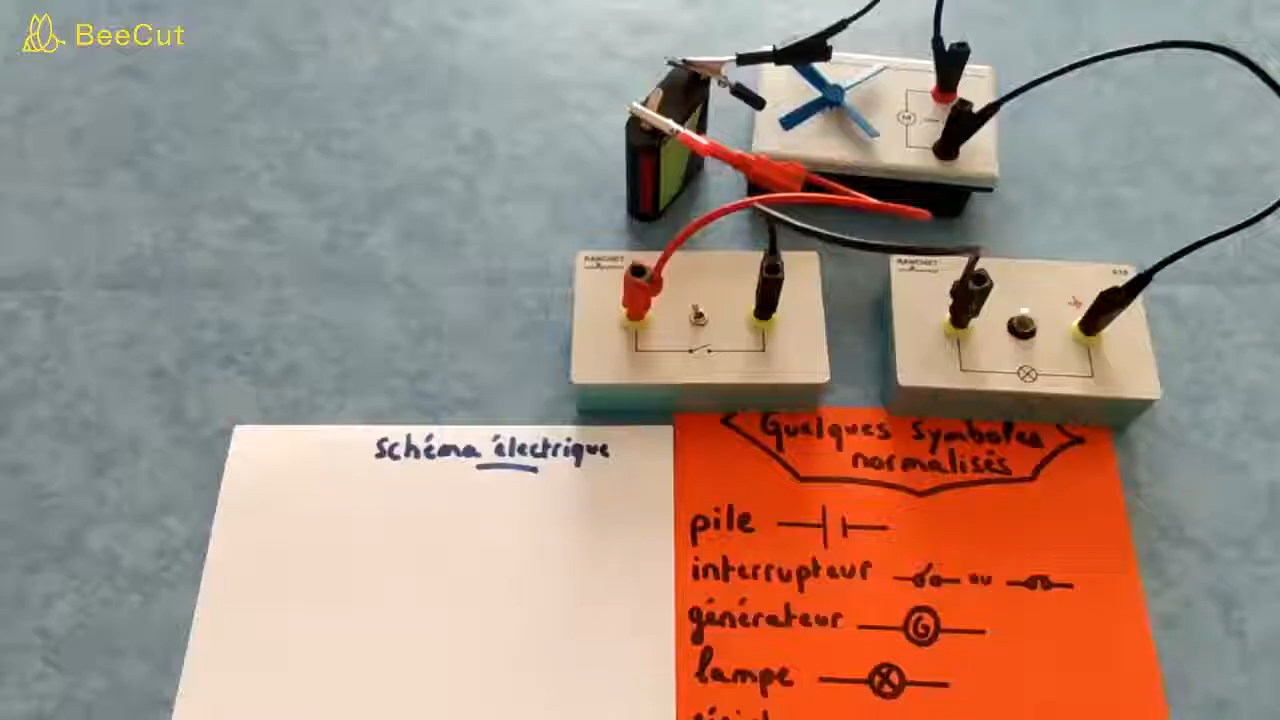 BeeCut
Schéma électrique
Quelques symboles
normalisés
pile
interrupteur ou
générateur G
lampe